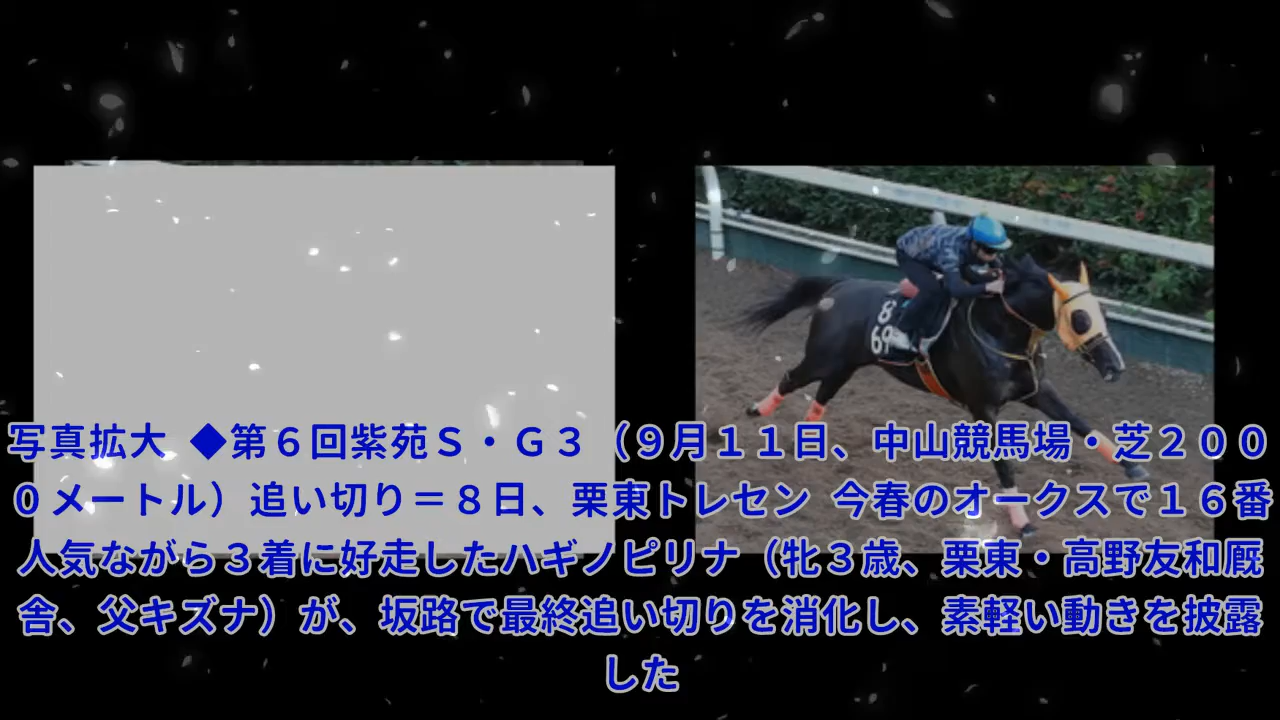 8
69
写真拡大 ◆第６回紫苑Ｓ・Ｇ３（９月１１日、中山競馬場・芝２００
０メートル）追い切り＝８日、栗東トレセン 今春のオークスで１６番
人気ながら３着に好走したハギノピリナ（牝３歳、栗東・高野友和厩
舎、父キズナ）が、坂路で最終追い切りを消化し、素軽い動きを披露
した